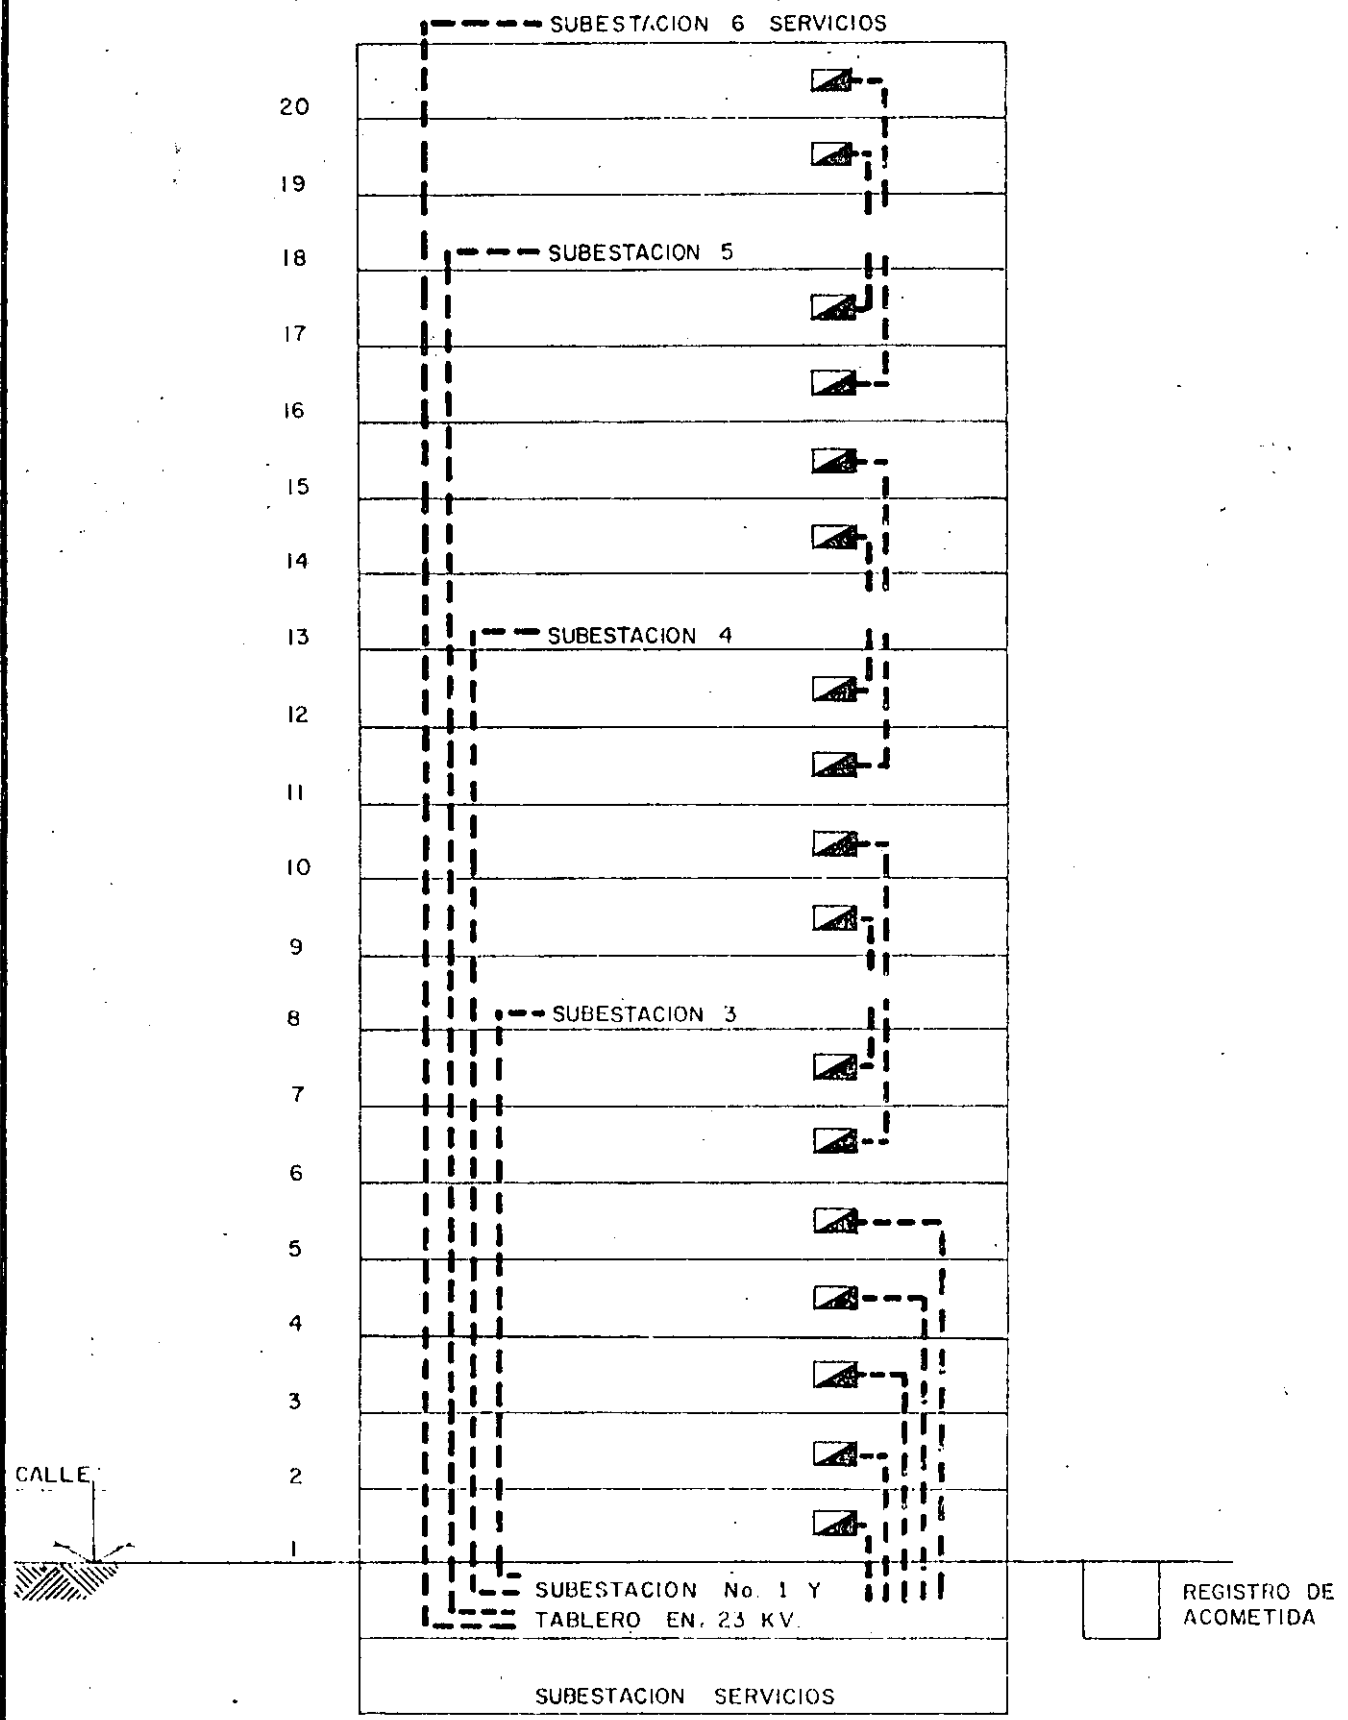 SUBESTACION 6 SERVICIOS
20
19
18
SUBESTACION 5
17
16
15
14
13
SUBESTACION 4
12
11
10
9
8
SUBESTACION 3
7
6
5
4
3
CALLE
2
1
SUBESTACION No. 1 Y
TABLERO EN. 23 KV.
REGISTRO DE
ACOMETIDA
SUBESTACION SERVICIOS